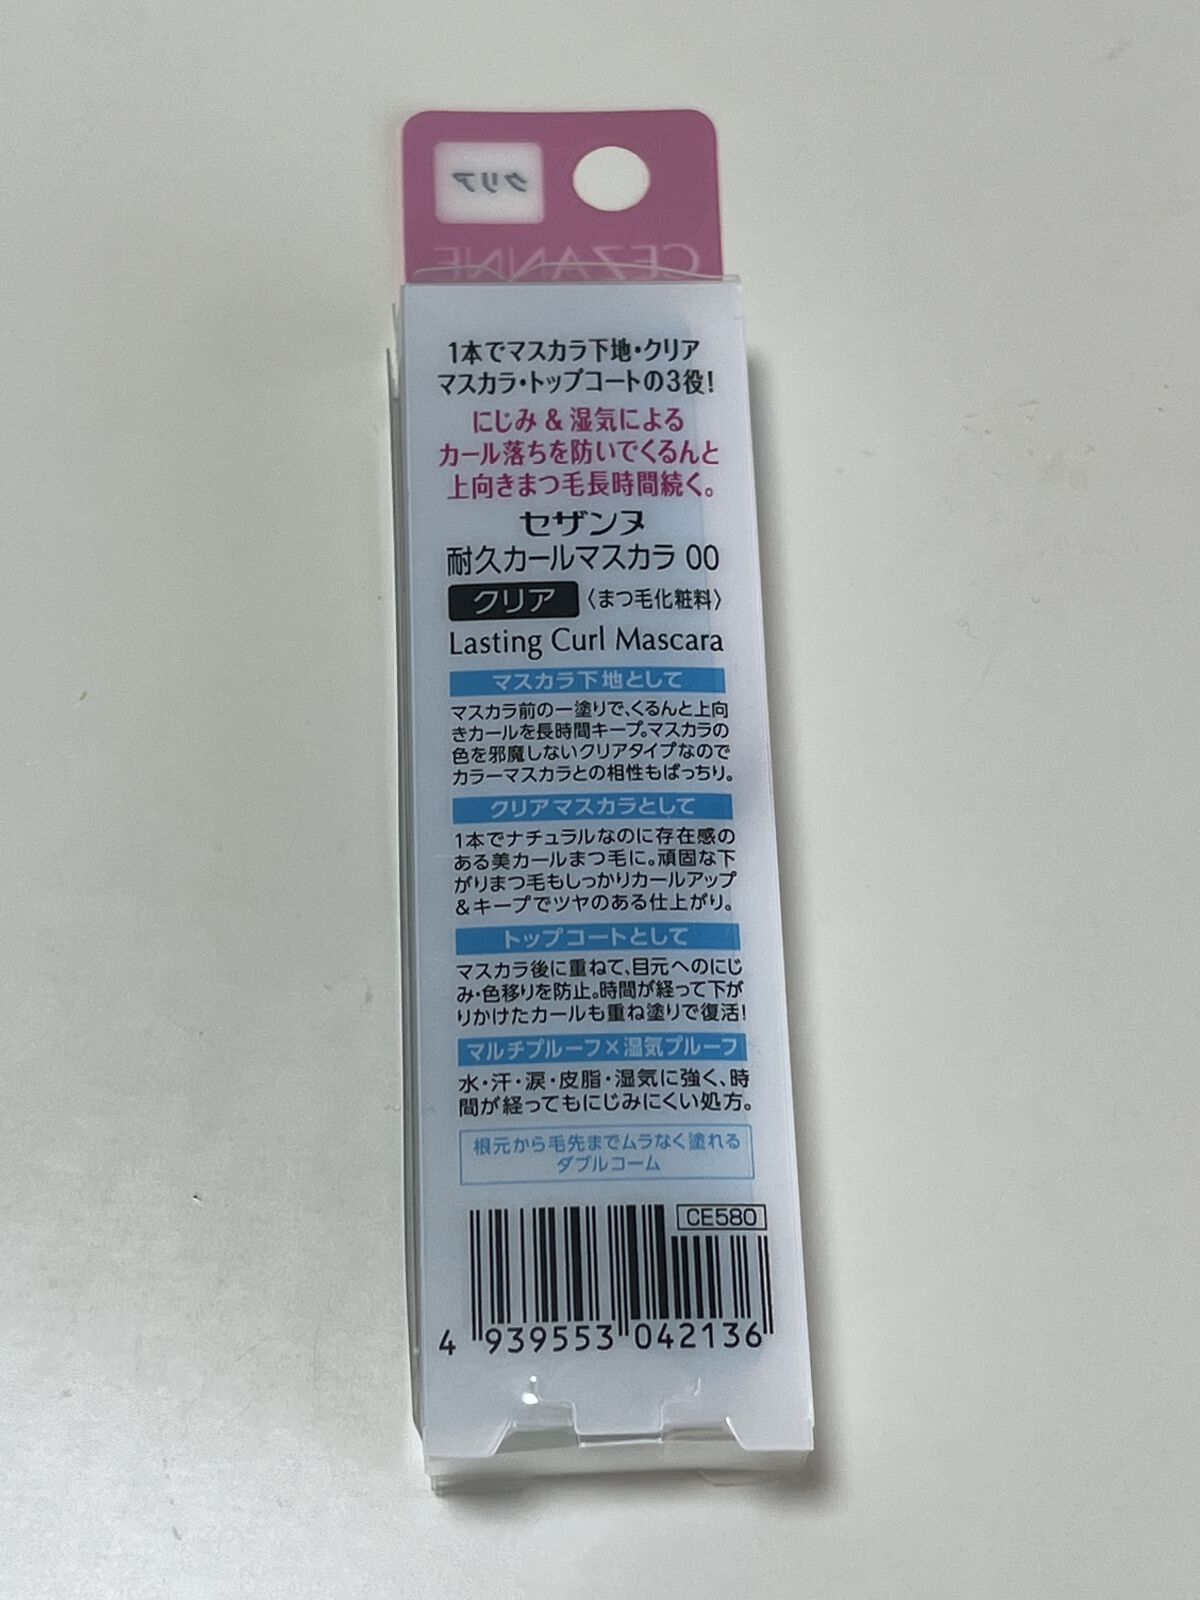 クリア
CEZANNE
1本でマスカラ下地・クリア
マスカラ・トップコートの3役!
にじみ & 湿気による
カール落ちを防いでくるんと
上向きまつ毛長時間続く。
セザンヌ
耐久カールマスカラ 00
クリア 〈まつ毛化粧料〉
Lasting Curl Mascara
マスカラ下地として
マスカラ前の一塗りで、くるんと上向
きカールを長時間キープ。マスカラの
色を邪魔しないクリアタイプなので
カラーマスカラとの相性もばっちり。
クリアマスカラとして
1本でナチュラルなのに存在感の
ある美カールまつ毛に。頑固な下
がりまつ毛もしっかりカールアップ
&キープでツヤのある仕上がり。
トップコートとして
マスカラ後に重ねて、目元へのにじ
み・色移りを防止。時間が経って下が
りかけたカールも重ね塗りで復活!
マルチプルーフ×湿気プルーフ
水・汗・涙・皮脂・湿気に強く、時
間が経ってもにじみにくい処方。
根元から毛先までムラなく塗れる
ダブルコーム
CE580
4 939553 042136